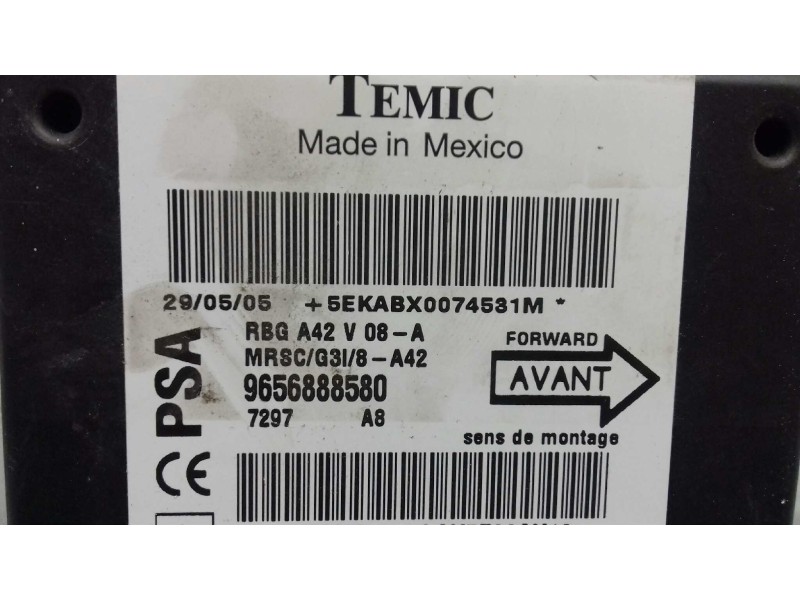 TEMIC
Made in Mexico
29/05/05 +5EKABX0074531M *
RBG A42 V 08-A
MRSC/G3I/8-A42
9656888580
7297 A8
PSA
CE
FORWARD
AVANT
sens de montage